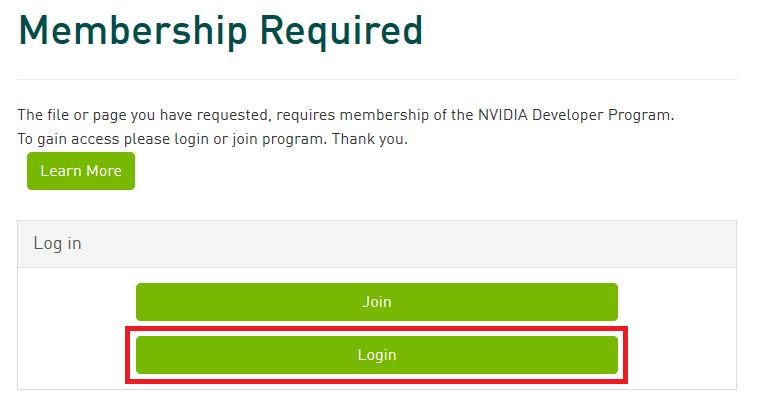 Membership Required
The file or page you have requested, requires membership of the NVIDIA Developer Program.
To gain access please login or join program. Thank you.
Learn More
Log in
Join
Login